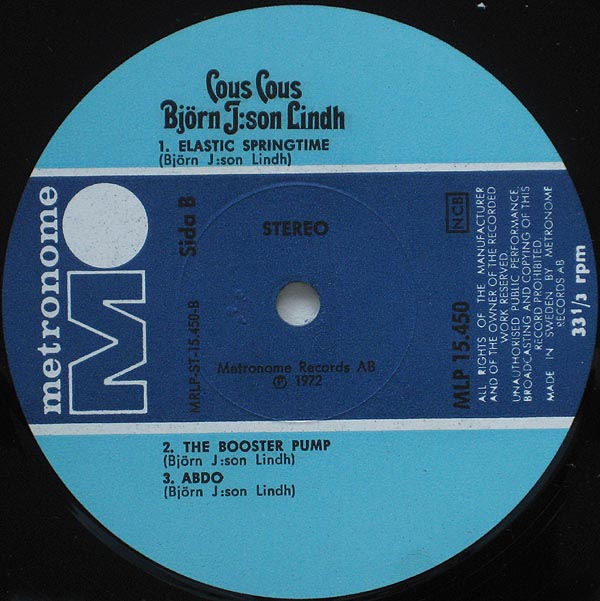 Cous Cous
Björn J:son Lindh
1. ELASTIC SPRINGTIME
(Björn J:son Lindh)
metronome
M
Sida B
MRLP-ST-15.450-B
STEREO
Metronome Records AB
Ⓟ 1972
NCB
MLP 15.450
ALL RIGHTS OF THE MANUFACTURER
AND OF THE OWNER OF THE RECORDED
WORK RESERVED.
UNAUTHORISED PUBLIC PERFORMANCE,
BROADCASTING AND COPYING OF THIS
RECORD PROHIBITED.
MADE IN SWEDEN BY METRONOME
RECORDS AB
33 1/3 rpm
2. THE BOOSTER PUMP
(Björn J:son Lindh)
3. ABDO
(Björn J:son Lindh)